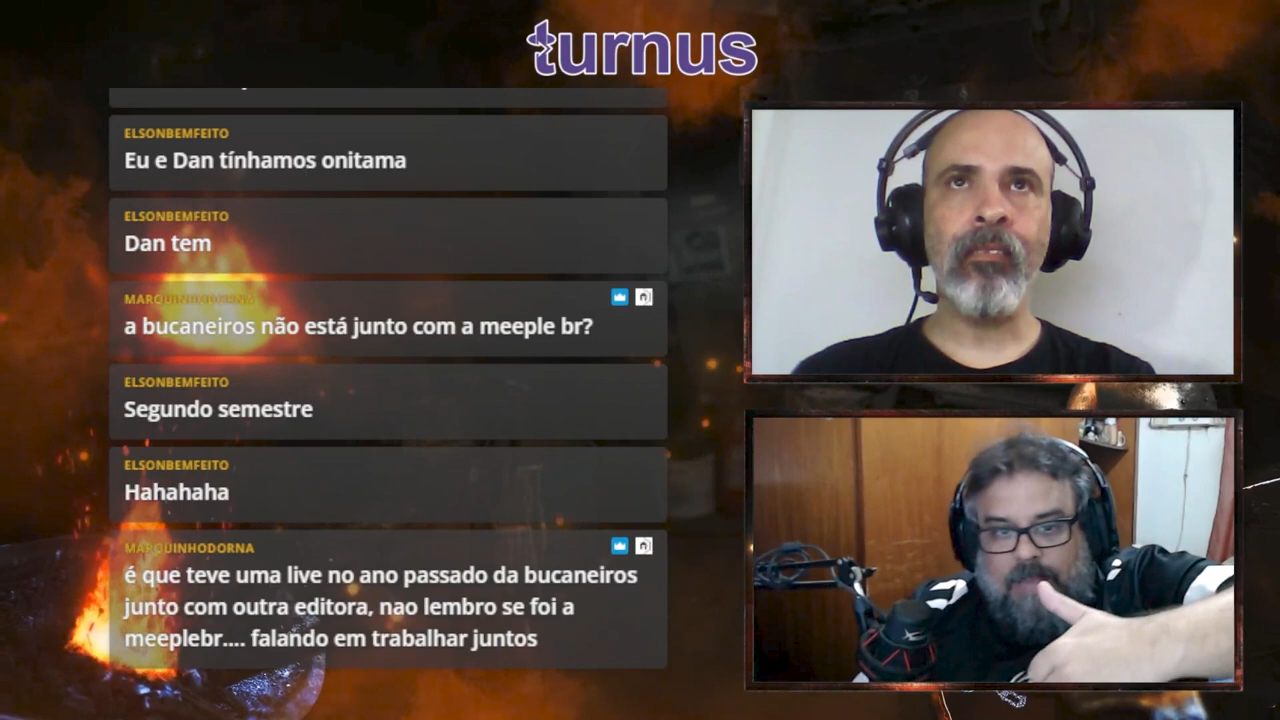 turnus
ELSONBEMFEITO
Eu e Dan tínhamos onitama
ELSONBEMFEITO
Dan tem
MARQUINHODORNA
a bucaneiros não está junto com a meeple br?
ELSONBEMFEITO
Segundo semestre
ELSONBEMFEITO
Hahahaha
MARQUINHODORNA
é que teve uma live no ano passado da bucaneiros
junto com outra editora, nao lembro se foi a
meeplebr.... falando em trabalhar juntos